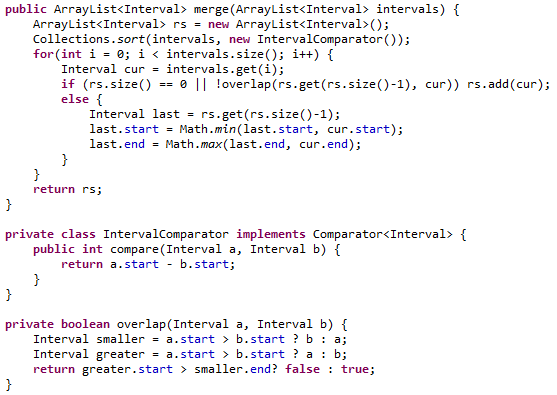 public ArrayList<Interval> merge(ArrayList<Interval> intervals) {
    ArrayList<Interval> rs = new ArrayList<Interval>();
    Collections.sort(intervals, new IntervalComparator());
    for(int i = 0; i < intervals.size(); i++) {
        Interval cur = intervals.get(i);
        if (rs.size() == 0 || !overlap(rs.get(rs.size()-1), cur)) rs.add(cur);
        else {
            Interval last = rs.get(rs.size()-1);
            last.start = Math.min(last.start, cur.start);
            last.end = Math.max(last.end, cur.end);
        }
    }
    return rs;
}

private class IntervalComparator implements Comparator<Interval> {
    public int compare(Interval a, Interval b) {
        return a.start - b.start;
    }
}

private boolean overlap(Interval a, Interval b) {
    Interval smaller = a.start > b.start ? b : a;
    Interval greater = a.start > b.start ? a : b;
    return greater.start > smaller.end? false : true;
}